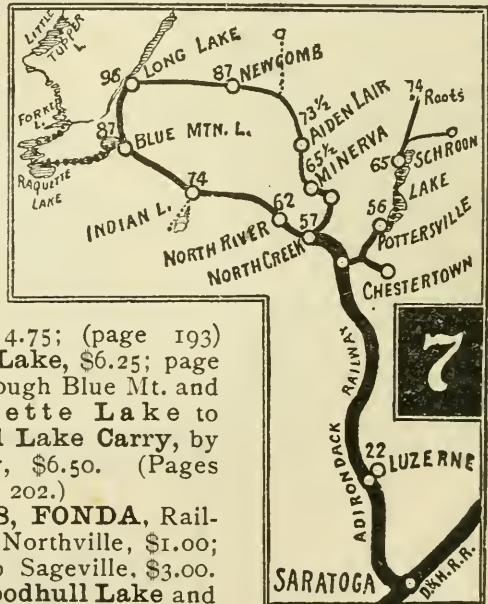 LITTLE
TUPPER
L.
LONG LAKE
96
87
NEWCOMB
FORKED
L.
87
BLUE MTN. L.
RAQUETTE
LAKE
73½
AIDEN LAIR
65½
MINERVA
74
Roots
65
SCHROON
LAKE
74
INDIAN L.
62
NORTH RIVER
57
NORTH CREEK
56
POTTERSVILLE
CHESTERTOWN
4.75; (page 193)
Lake, $6.25; page
ough Blue Mt. and
ette Lake to
l Lake Carry, by
, $6.50. (Pages
202.)
S, FONDA, Rail-
Northville, $1.00;
o Sageville, $3.00.
oodhull Lake and
7
ADIRONDACK RAILWAY
22
LUZERNE
SARATOGA
D&H.R.R.